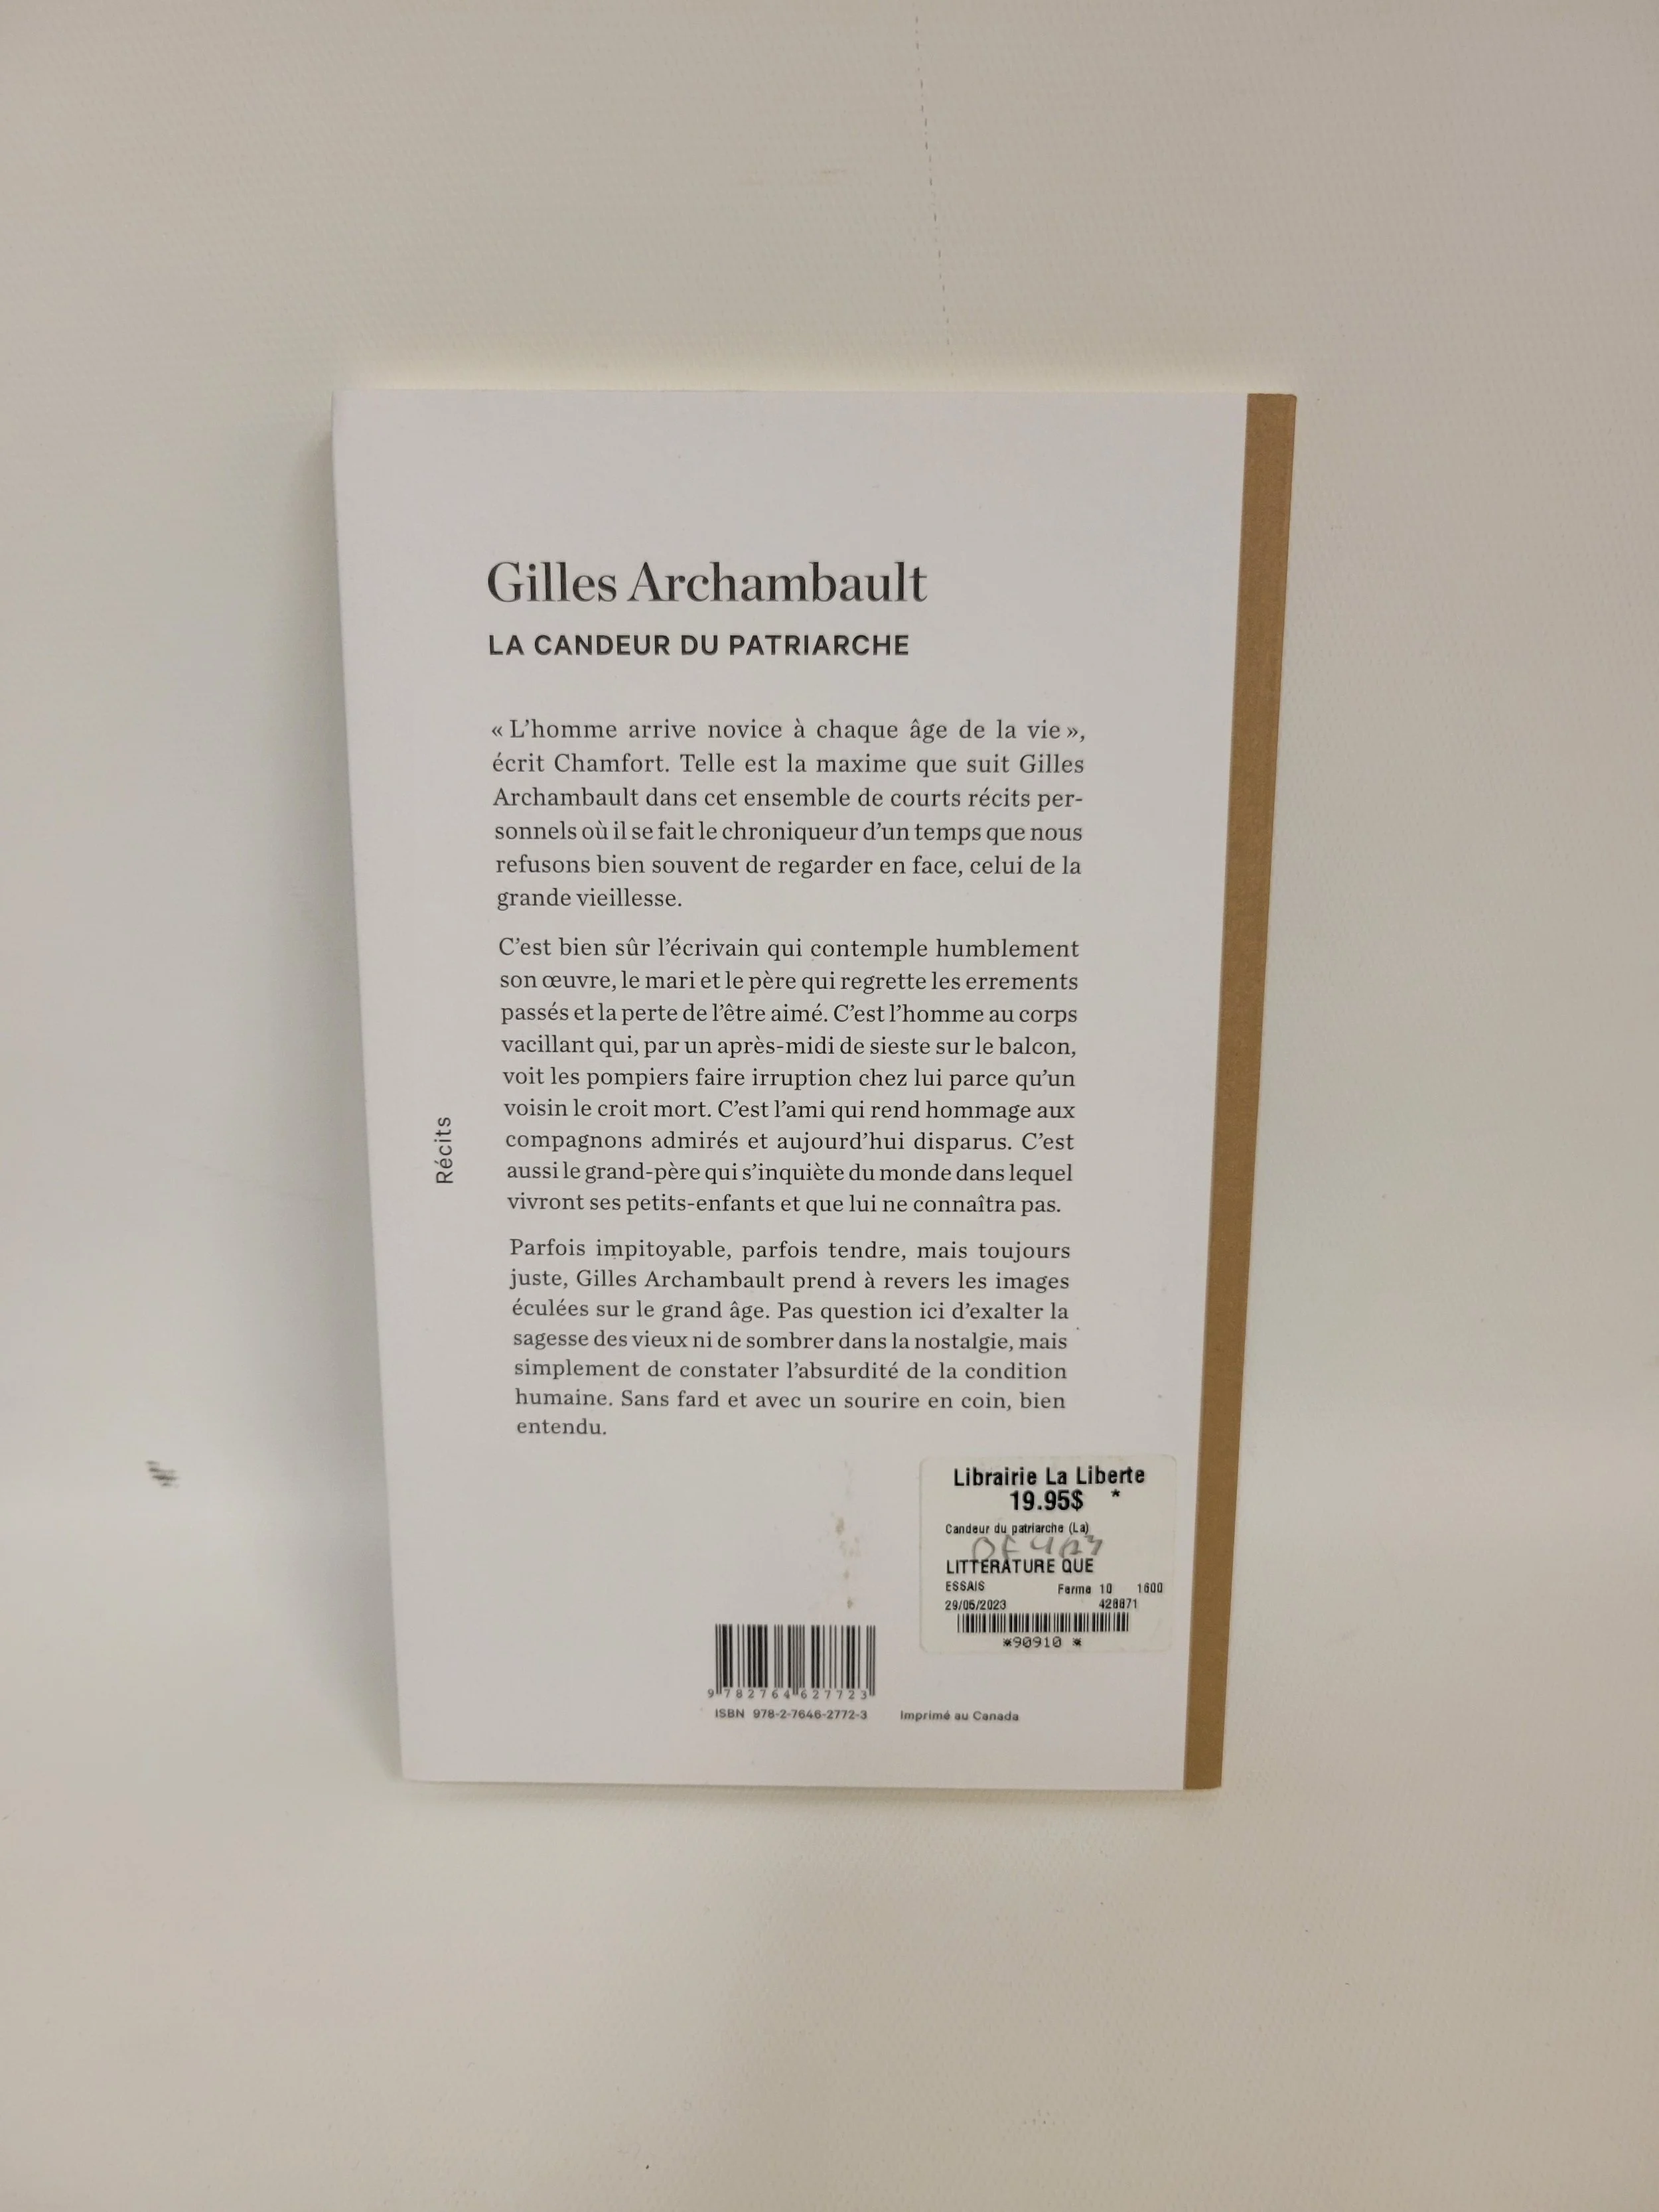 Gilles Archambault
LA CANDEUR DU PATRIARCHE
« L’homme arrive novice à chaque âge de la vie »,
écrit Chamfort. Telle est la maxime que suit Gilles
Archambault dans cet ensemble de courts récits per-
sonnels où il se fait le chroniqueur d’un temps que nous
refusons bien souvent de regarder en face, celui de la
grande vieillesse.
C’est bien sûr l’écrivain qui contemple humblement
son œuvre, le mari et le père qui regrette les errements
passés et la perte de l’être aimé. C’est l’homme au corps
vacillant qui, par un après-midi de sieste sur le balcon,
voit les pompiers faire irruption chez lui parce qu’un
voisin le croit mort. C’est l’ami qui rend hommage aux
compagnons admirés et aujourd’hui disparus. C’est
aussi le grand-père qui s’inquiète du monde dans lequel
vivront ses petits-enfants et que lui ne connaîtra pas.
Parfois impitoyable, parfois tendre, mais toujours
juste, Gilles Archambault prend à revers les images
éculées sur le grand âge. Pas question ici d’exalter la
sagesse des vieux ni de sombrer dans la nostalgie, mais
simplement de constater l’absurdité de la condition
humaine. Sans fard et avec un sourire en coin, bien
entendu.
Récits
Librairie La Liberte
19.95$ *
Candeur du patriarche (La)
LITTERATURE QUE
ESSAIS Ferme 10 1600
29/05/2023 428871
*90910 *
9 782764 627723
ISBN 978-2-7646-2772-3 Imprimé au Canada